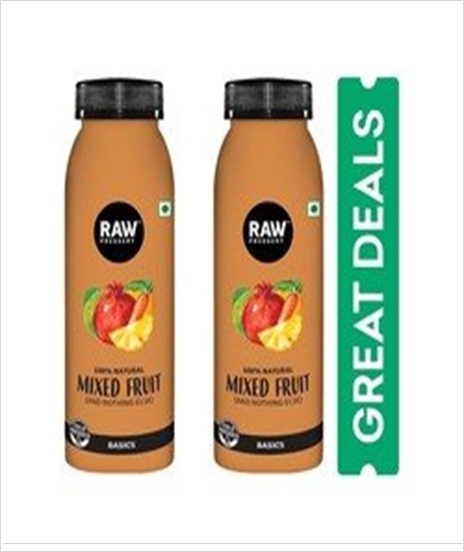 RAW
PRESSERY
100% NATURAL
MIXED FRUIT
(AND NOTHING ELSE)
BASICS
RAW
PRESSERY
100% NATURAL
MIXED FRUIT
(AND NOTHING ELSE)
BASICS
GREAT DEALS